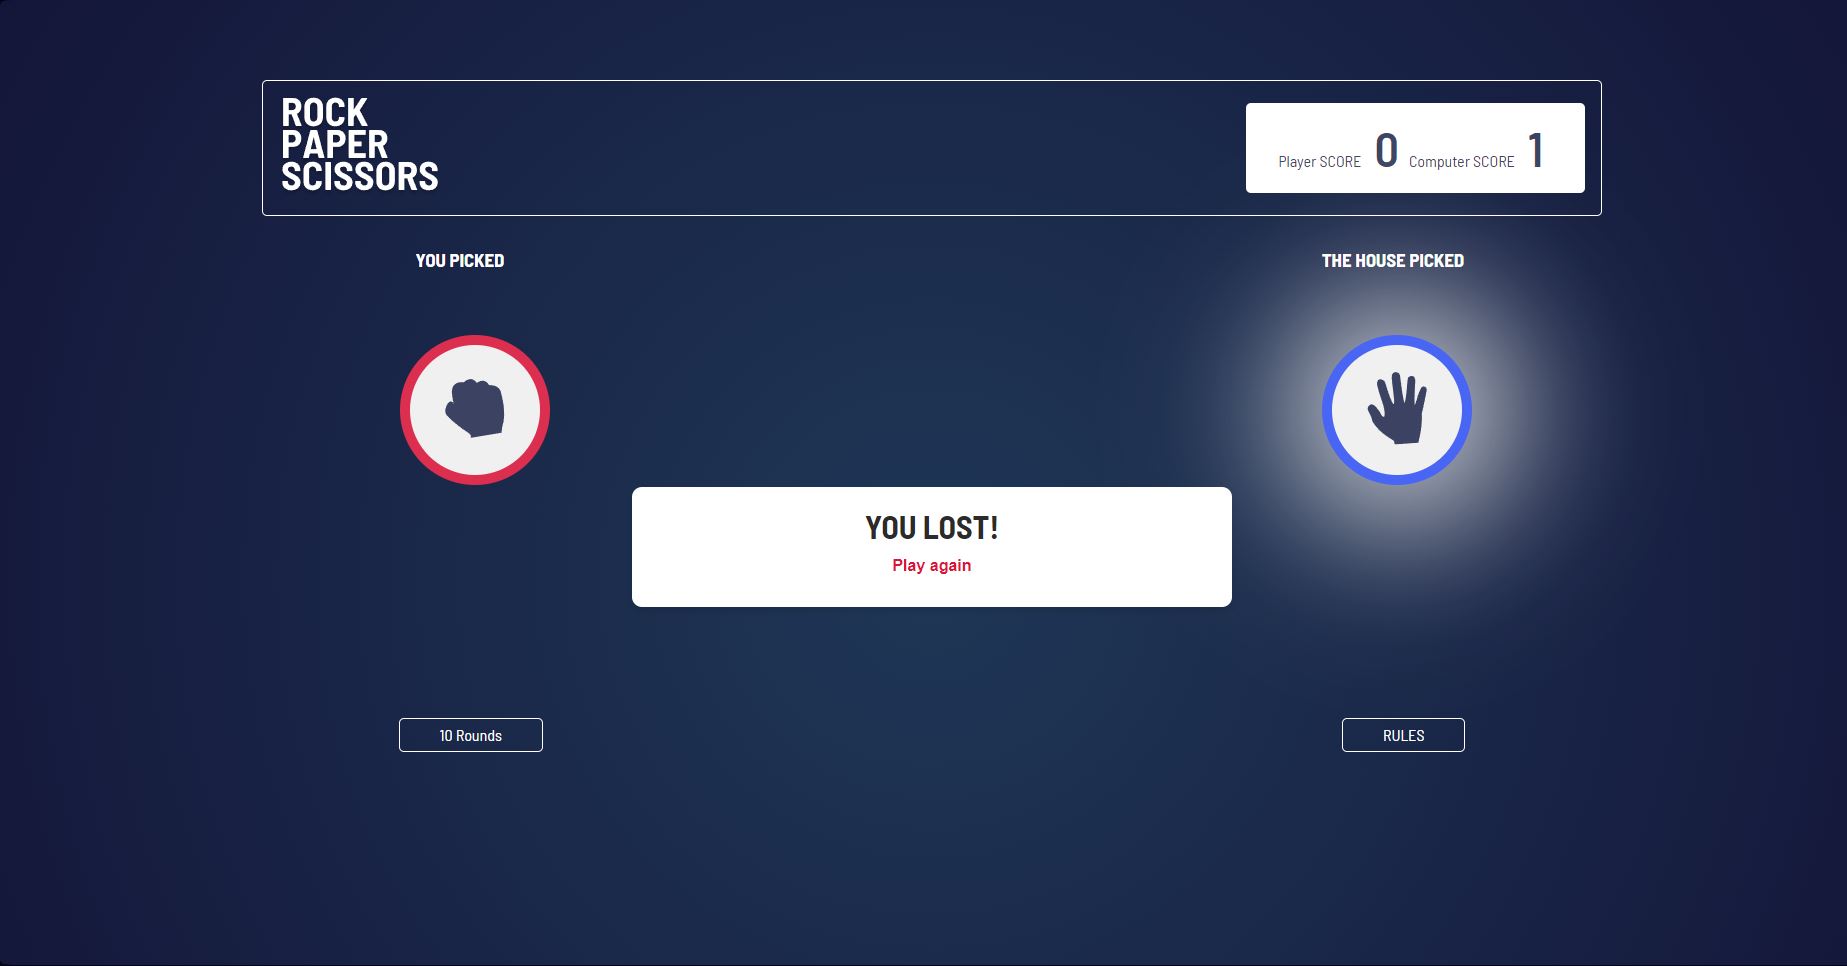 ROCK
PAPER
SCISSORS
Player SCORE 0 Computer SCORE 1
YOU PICKED
THE HOUSE PICKED
YOU LOST!
Play again
10 Rounds
RULES